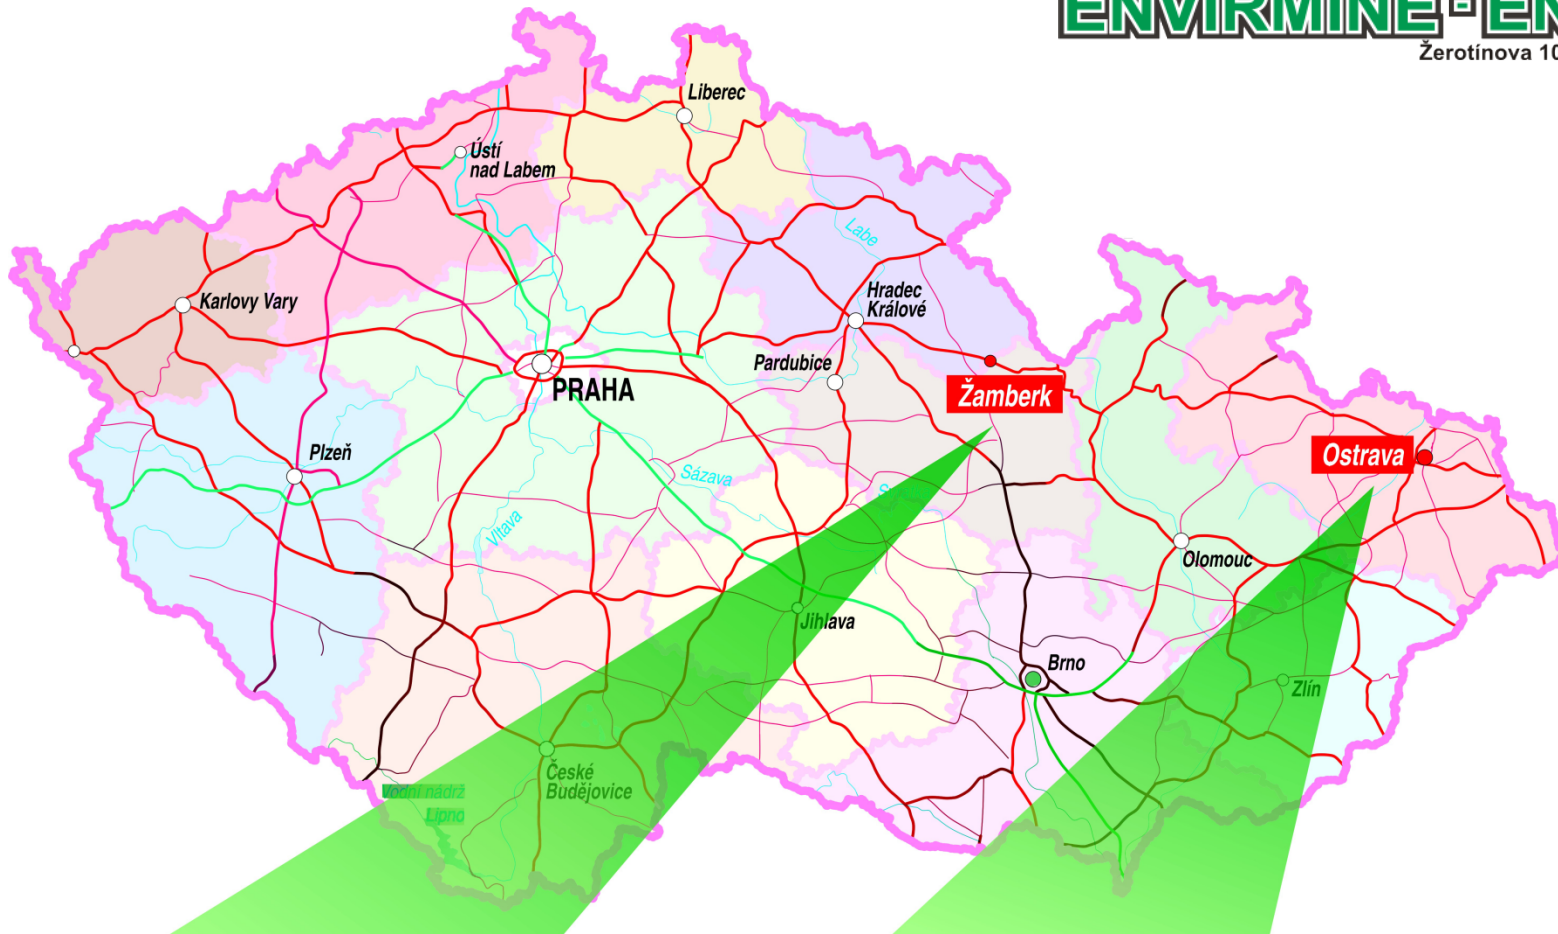 ENVIRMINE - EN
Žerotínova 10
Liberec
Ústí
nad Labem
Labe
Karlovy Vary
Hradec
Králové
Pardubice
PRAHA
Žamberk
Plzeň
Ostrava
Sázava
Vltava
Olomouc
Jihlava
Brno
Zlín
České
Budějovice
Vodní nádrž
Lipno